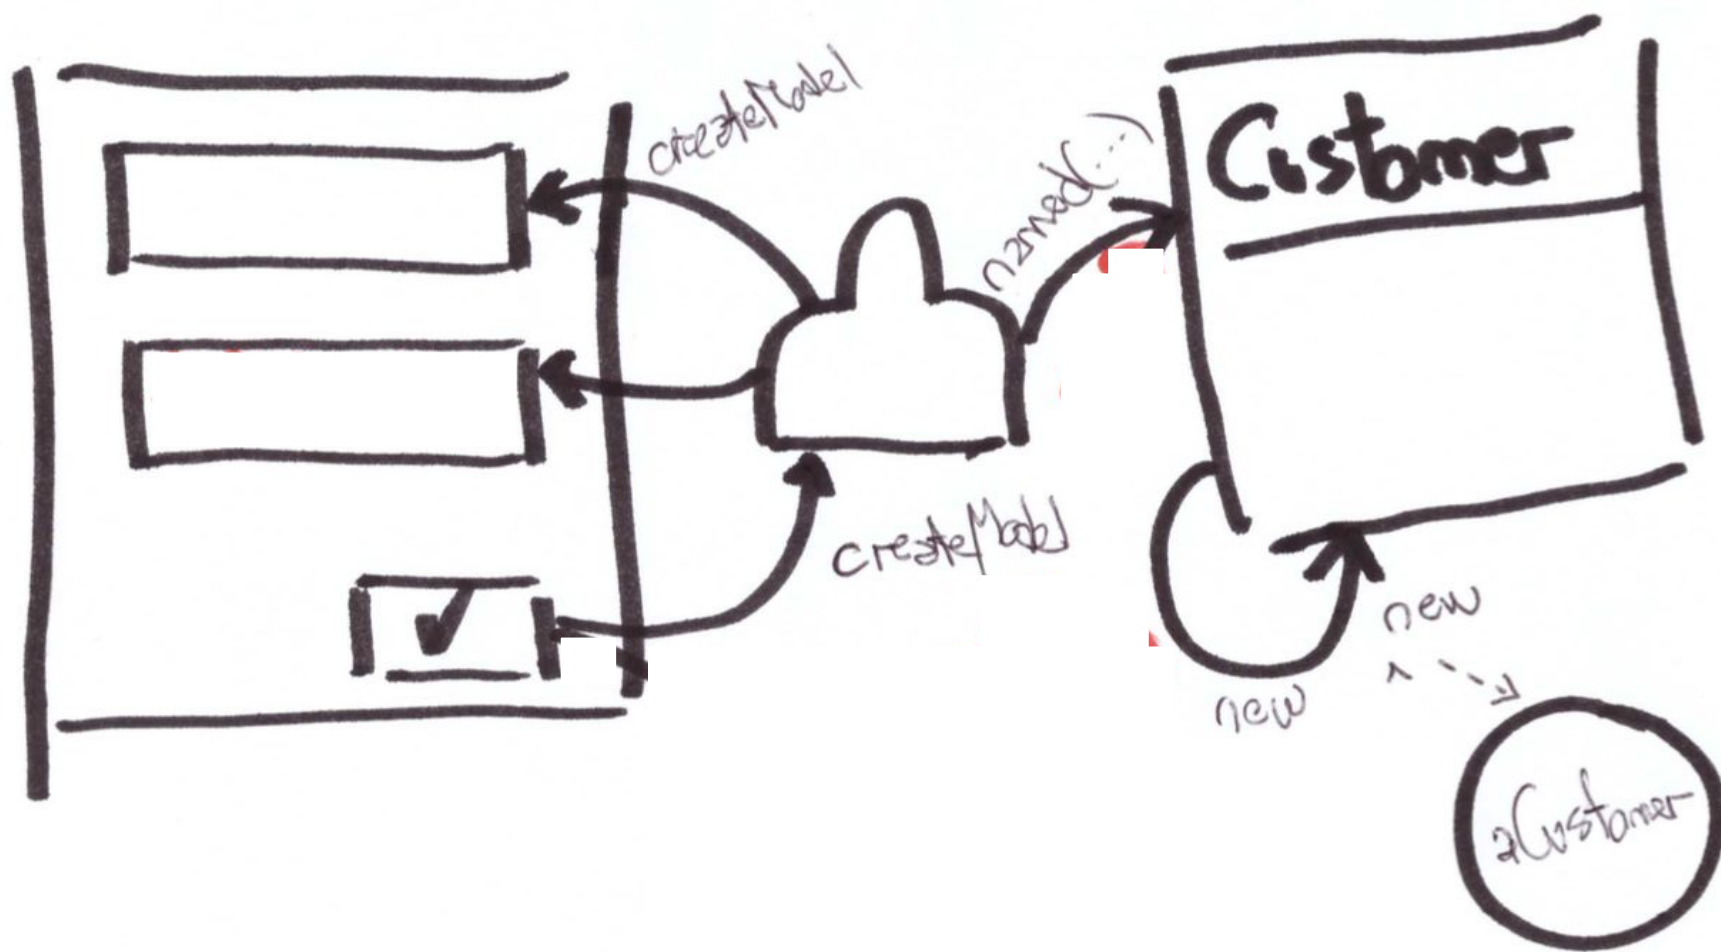 createModel
named(...)
Customer
createModel
new
new
aCustomer